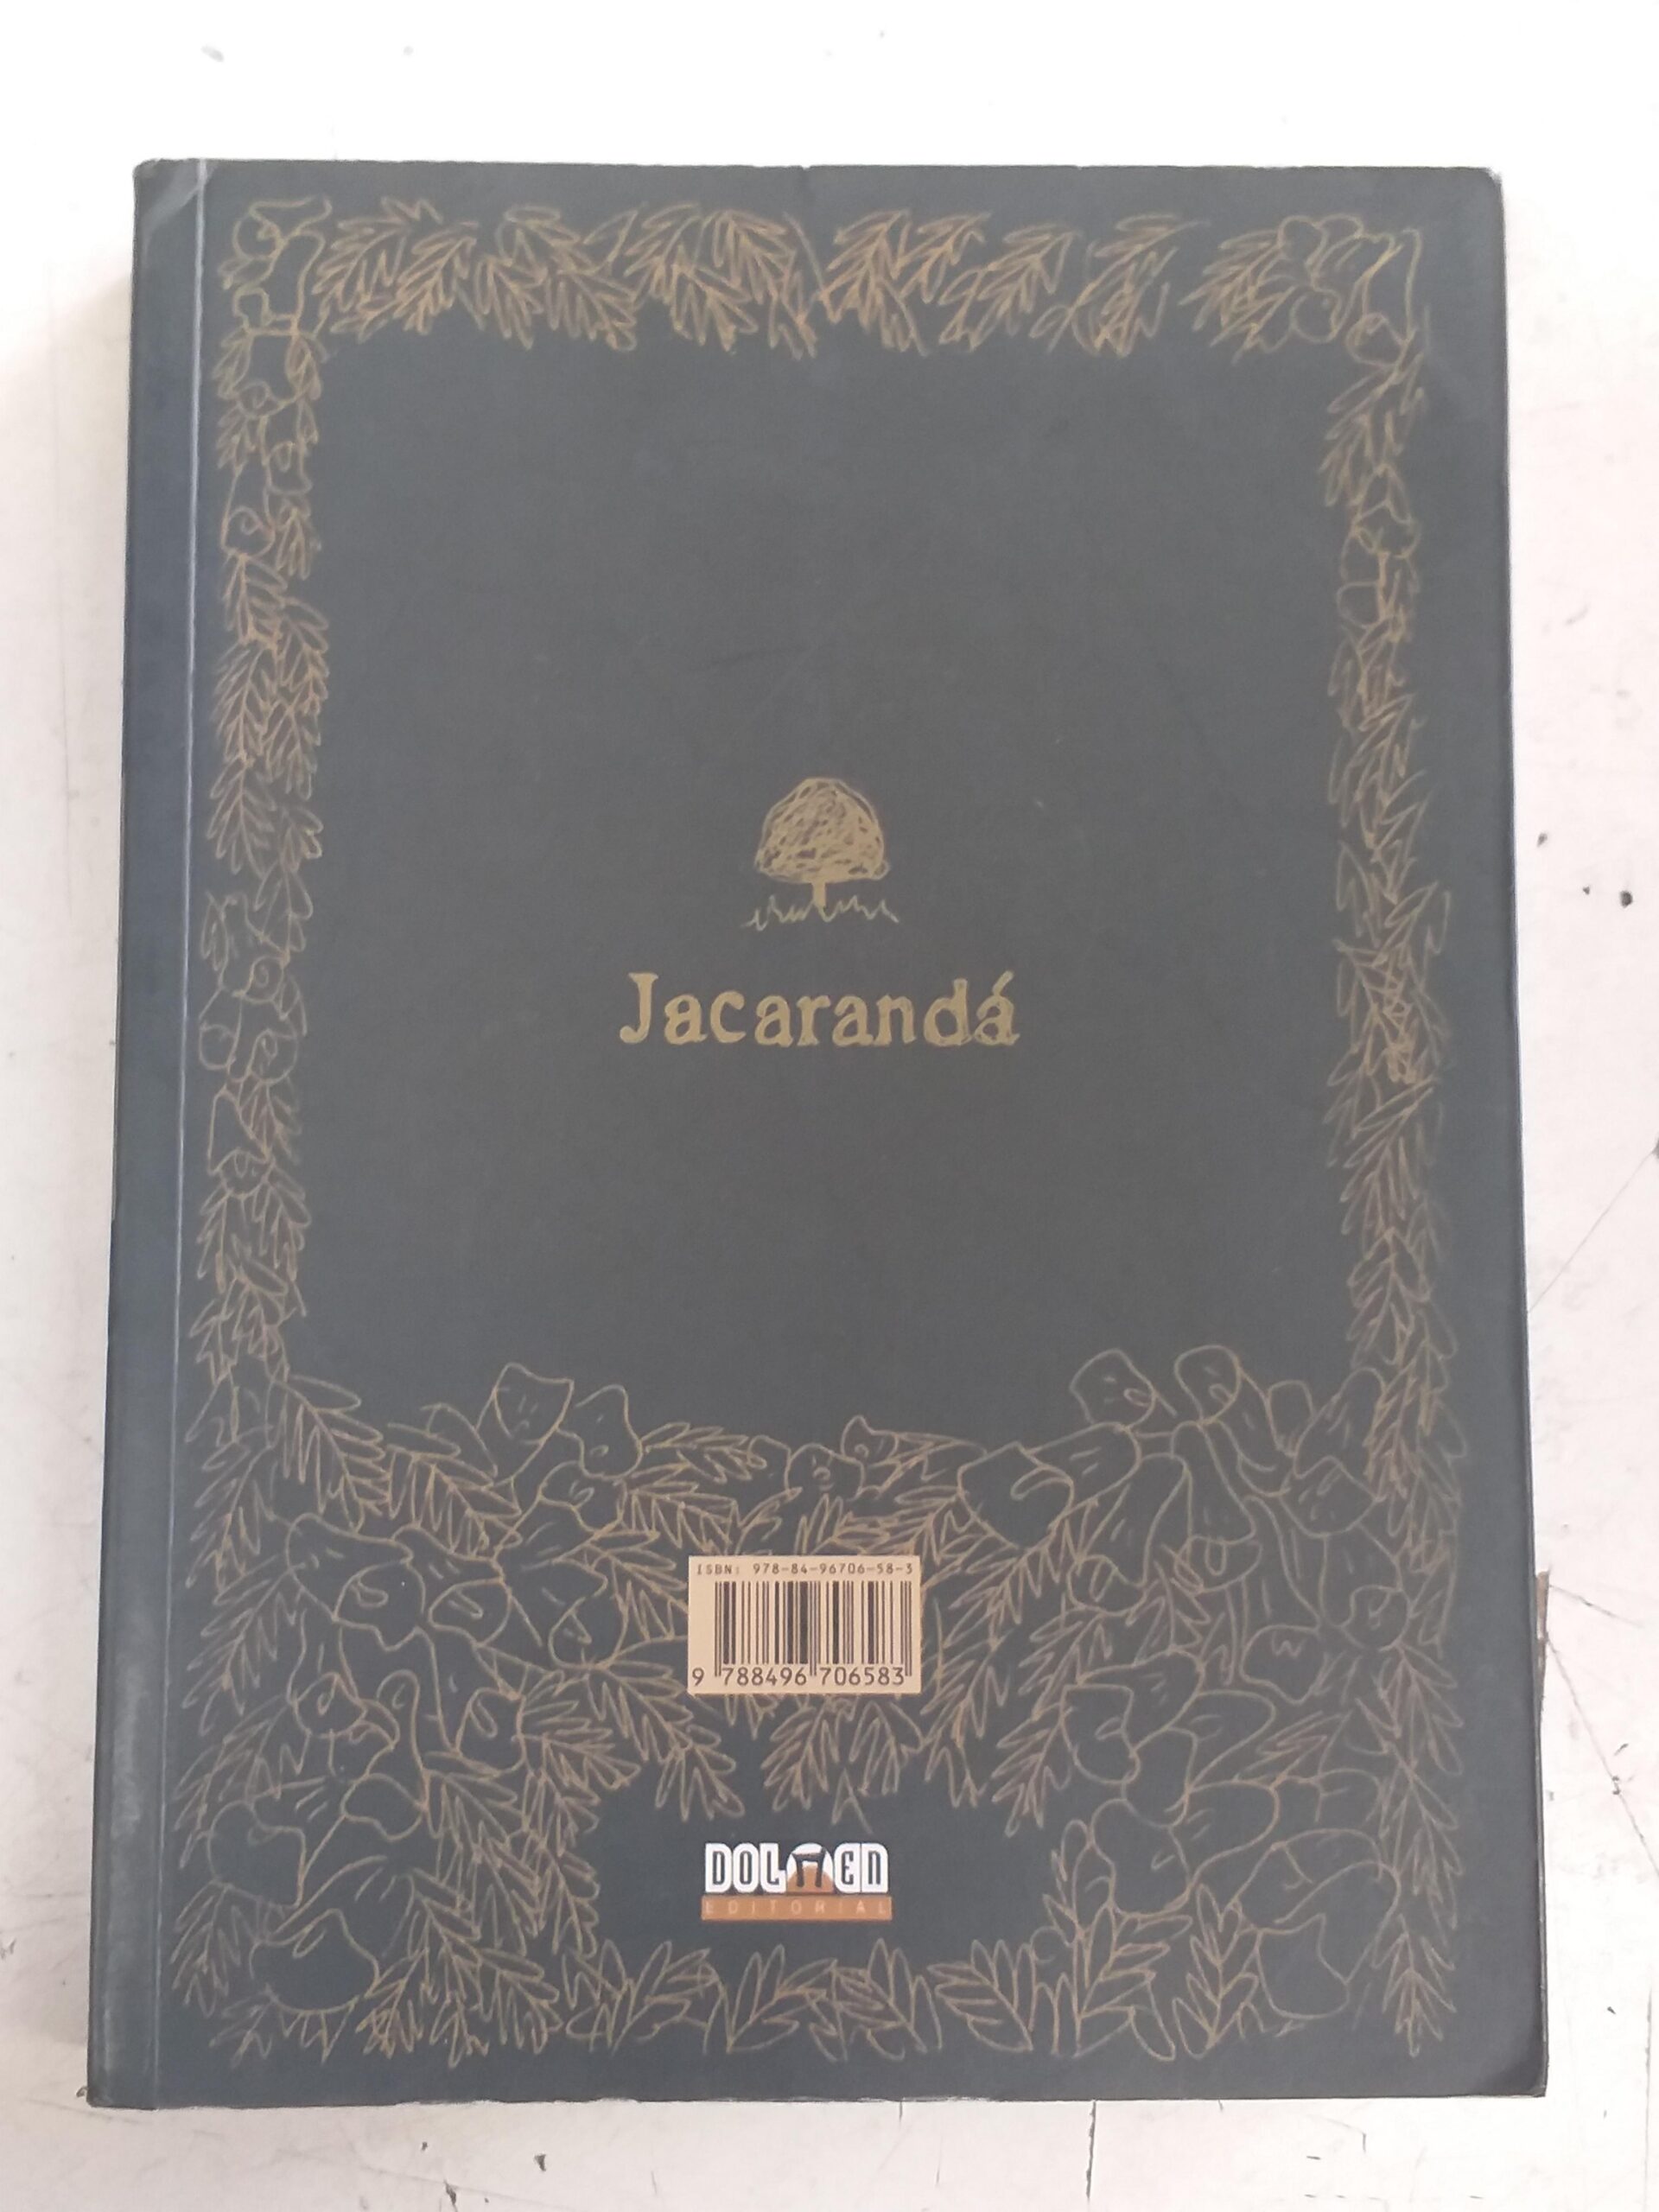 Jacarandá
ISBN: 978-84-96706-58-3
9 788496 706583
DOLMEN
EDITORIAL